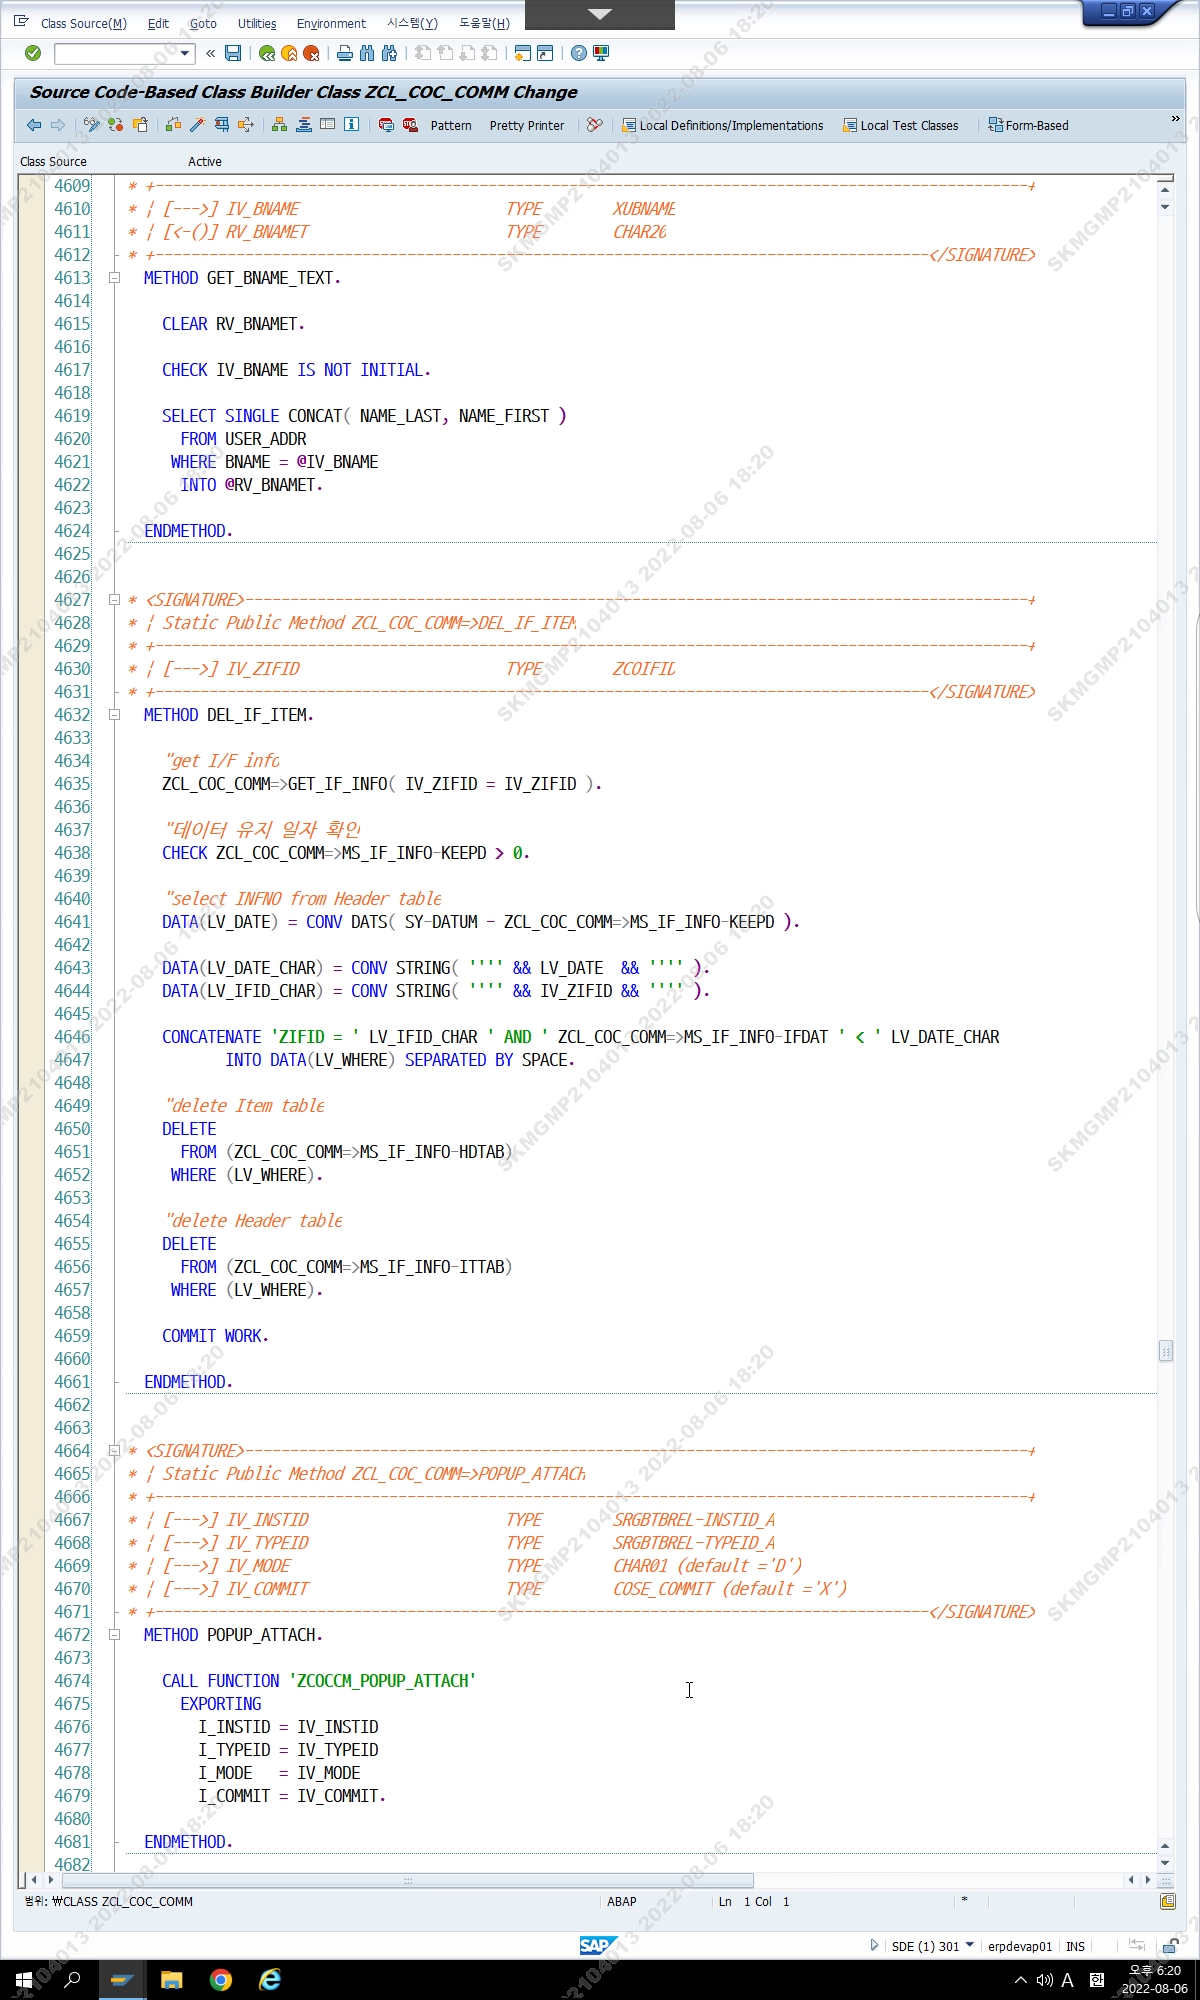 Class Source(M) Edit Goto Utilities Environment 시스템(Y) 도움말(H)
Source Code-Based Class Builder Class ZCL_COC_COMM Change
Pattern Pretty Printer Local Definitions/Implementations Local Test Classes Form-Based »
Class Source Active
4609 * +------------------------------------------------------------------------------------------------+
4610 * ¦ [--->] IV_BNAME TYPE XUBNAME
4611 * ¦ [<-()] RV_BNAMET TYPE CHAR20
4612 * +--------------------------------------------------------------------------------------</SIGNATURE>
4613 METHOD GET_BNAME_TEXT.
4614
4615 CLEAR RV_BNAMET.
4616
4617 CHECK IV_BNAME IS NOT INITIAL.
4618
4619 SELECT SINGLE CONCAT( NAME_LAST, NAME_FIRST )
4620 FROM USER_ADDR
4621 WHERE BNAME = @IV_BNAME
4622 INTO @RV_BNAMET.
4623
4624 ENDMETHOD.
4625
4626
4627 * <SIGNATURE>---------------------------------------------------------------------------------------+
4628 * ¦ Static Public Method ZCL_COC_COMM=>DEL_IF_ITEM
4629 * +-------------------------------------------------------------------------------------------------+
4630 * ¦ [--->] IV_ZIFID TYPE ZCOIFID
4631 * +--------------------------------------------------------------------------------------</SIGNATURE>
4632 METHOD DEL_IF_ITEM.
4633
4634 "get I/F info
4635 ZCL_COC_COMM=>GET_IF_INFO( IV_ZIFID = IV_ZIFID ).
4636
4637 "데이터 유지 일자 확인
4638 CHECK ZCL_COC_COMM=>MS_IF_INFO-KEEPD > 0.
4639
4640 "select INFNO from Header table
4641 DATA(LV_DATE) = CONV DATS( SY-DATUM - ZCL_COC_COMM=>MS_IF_INFO-KEEPD ).
4642
4643 DATA(LV_DATE_CHAR) = CONV STRING( '''' && LV_DATE && '''' ).
4644 DATA(LV_IFID_CHAR) = CONV STRING( '''' && IV_ZIFID && '''' ).
4645
4646 CONCATENATE 'ZIFID = ' LV_IFID_CHAR ' AND ' ZCL_COC_COMM=>MS_IF_INFO-IFDAT ' < ' LV_DATE_CHAR
4647 INTO DATA(LV_WHERE) SEPARATED BY SPACE.
4648
4649 "delete Item table
4650 DELETE
4651 FROM (ZCL_COC_COMM=>MS_IF_INFO-HDTAB)
4652 WHERE (LV_WHERE).
4653
4654 "delete Header table
4655 DELETE
4656 FROM (ZCL_COC_COMM=>MS_IF_INFO-ITTAB)
4657 WHERE (LV_WHERE).
4658
4659 COMMIT WORK.
4660
4661 ENDMETHOD.
4662
4663
4664 * <SIGNATURE>---------------------------------------------------------------------------------------+
4665 * ¦ Static Public Method ZCL_COC_COMM=>POPUP_ATTACH
4666 * +-------------------------------------------------------------------------------------------------+
4667 * ¦ [--->] IV_INSTID TYPE SRGBTBREL-INSTID_A
4668 * ¦ [--->] IV_TYPEID TYPE SRGBTBREL-TYPEID_A
4669 * ¦ [--->] IV_MODE TYPE CHAR01 (default ='D')
4670 * ¦ [--->] IV_COMMIT TYPE COSE_COMMIT (default ='X')
4671 * +--------------------------------------------------------------------------------------</SIGNATURE>
4672 METHOD POPUP_ATTACH.
4673
4674 CALL FUNCTION 'ZCOCCM_POPUP_ATTACH'
4675 EXPORTING
4676 I_INSTID = IV_INSTID
4677 I_TYPEID = IV_TYPEID
4678 I_MODE = IV_MODE
4679 I_COMMIT = IV_COMMIT.
4680
4681 ENDMETHOD.
4682
범위: ₩CLASS ZCL_COC_COMM ABAP Ln 1 Col 1 *
SAP SDE (1) 301 erpdevap01 INS
A 한 오후 6:20
2022-08-06
SKMGMP2104013 2022-08-06 18:20